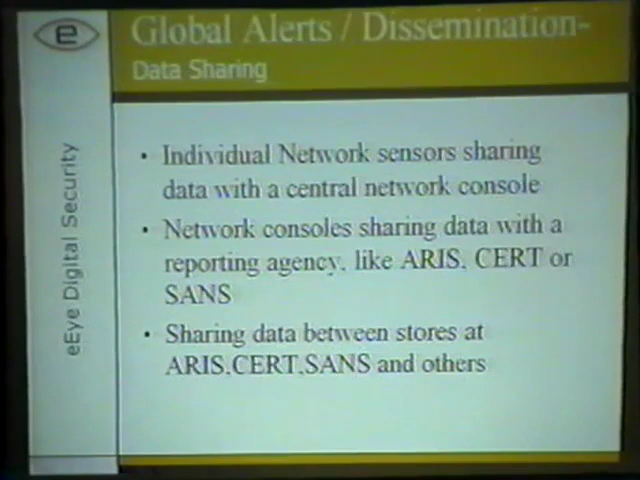 e
Global Alerts / Dissemination-
Data Sharing
eEye Digital Security
• Individual Network sensors sharing
data with a central network console
• Network consoles sharing data with a
reporting agency, like ARIS, CERT or
SANS
• Sharing data between stores at
ARIS,CERT,SANS and others